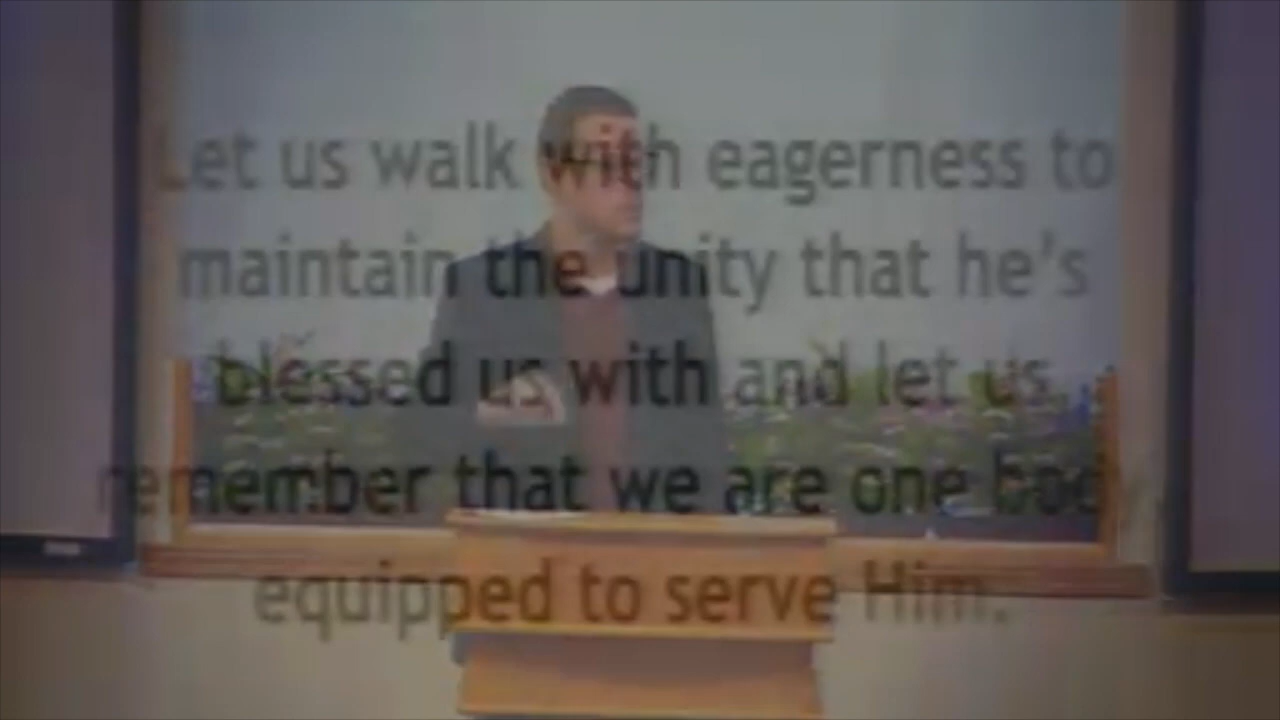 Let us walk with eagerness to
maintain the unity that he's
blessed us with and let us
remember that we are one bod
equipped to serve Him.